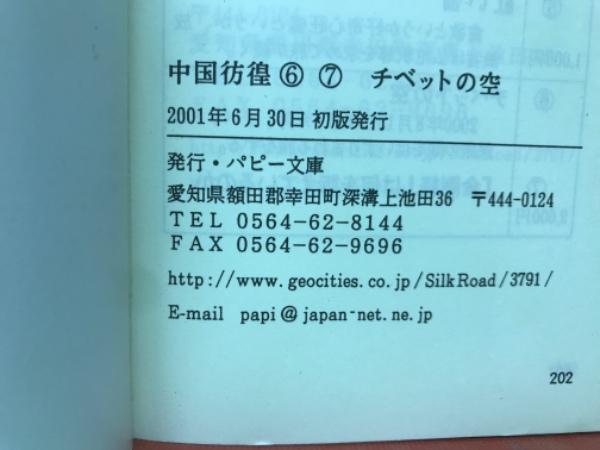 中国彷徨⑥ ⑦ チベットの空
2001年6月30日 初版発行
発行・パピー文庫
愛知県額田郡幸田町深溝上池田36 〒444-0124
TEL 0564-62-8144
FAX 0564-62-9696
http://www.geocities.co.jp/SilkRoad/3791/
E-mail papi@japan-net.ne.jp
202